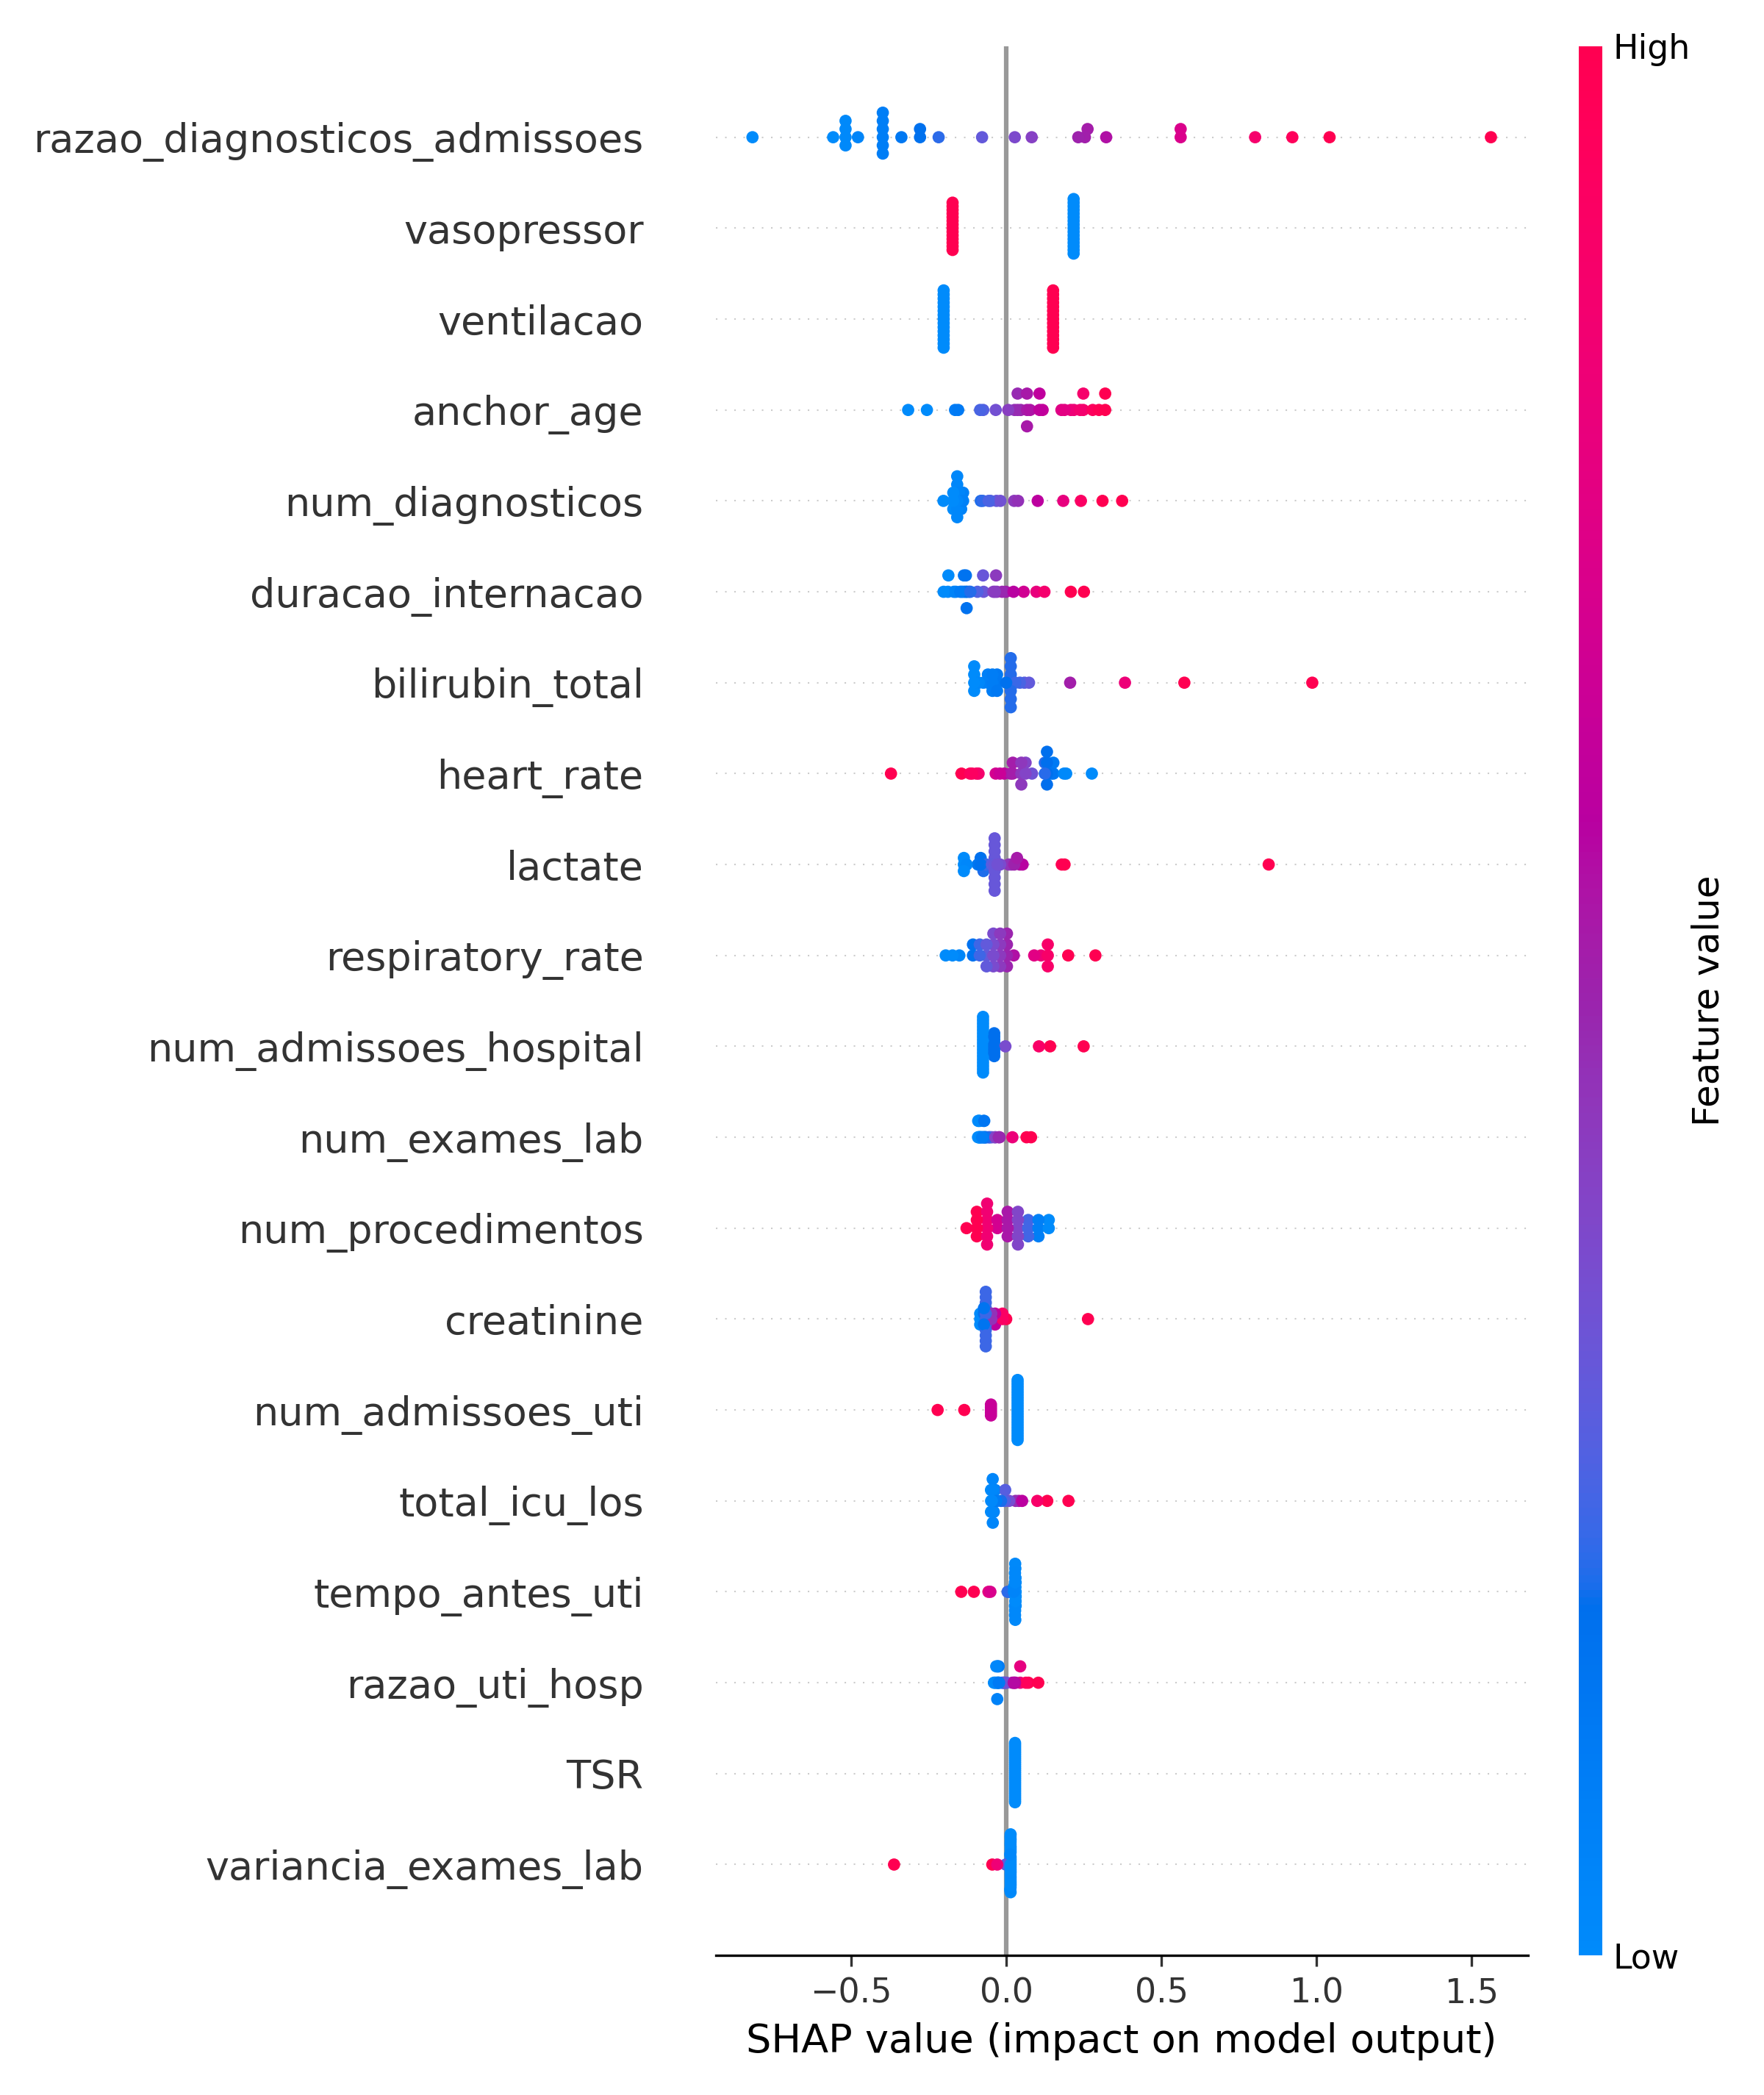 High
razao_diagnosticos_admissoes
vasopressor
ventilacao
anchor_age
num_diagnosticos
duracao_internacao
bilirubin_total
heart_rate
lactate
respiratory_rate
num_admissoes_hospital
num_exames_lab
num_procedimentos
creatinine
num_admissoes_uti
total_icu_los
tempo_antes_uti
razao_uti_hosp
TSR
variancia_exames_lab
Feature value
Low
−0.5 0.0 0.5 1.0 1.5
SHAP value (impact on model output)